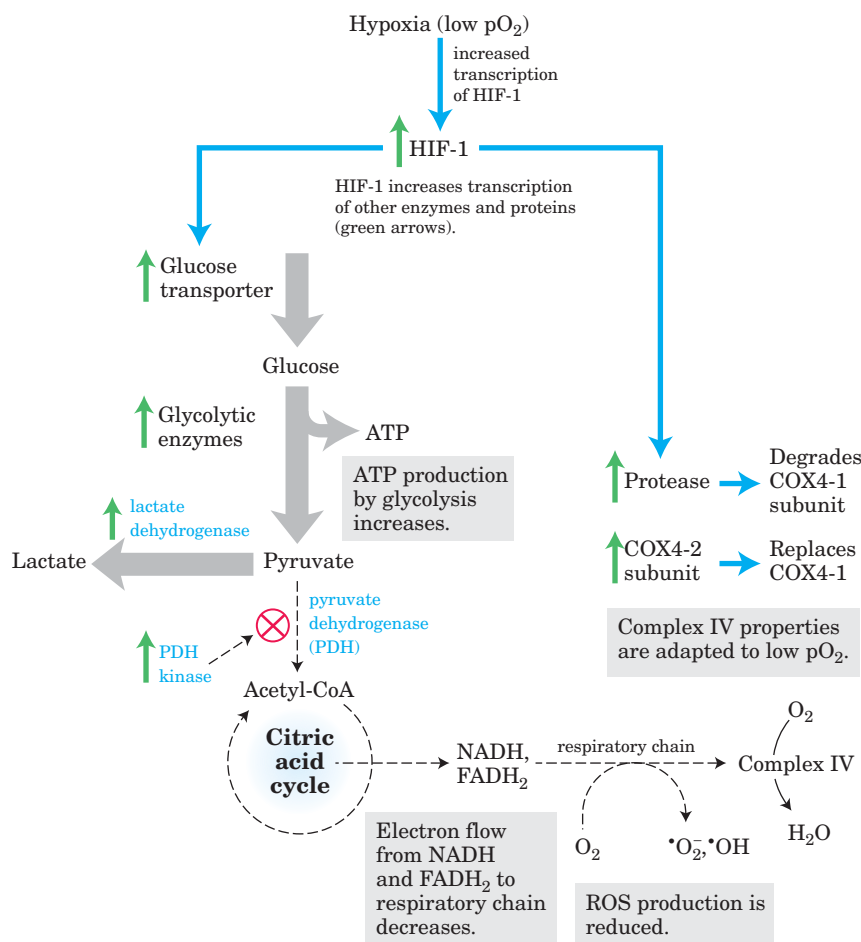 Hypoxia (low pO₂)
increased
transcription
of HIF-1
HIF-1
HIF-1 increases transcription
of other enzymes and proteins
(green arrows).
Glucose
transporter
Glucose
Glycolytic
enzymes
ATP
ATP production
by glycolysis
increases.
Protease
Degrades
COX4-1
subunit
lactate
dehydrogenase
Lactate
Pyruvate
COX4-2
subunit
Replaces
COX4-1
pyruvate
dehydrogenase
(PDH)
PDH
kinase
Complex IV properties
are adapted to low pO₂.
Acetyl-CoA
Citric
acid
cycle
NADH,
FADH₂
respiratory chain
O₂
Complex IV
H₂O
O₂
•O₂⁻,•OH
Electron flow
from NADH
and FADH₂ to
respiratory chain
decreases.
ROS production is
reduced.